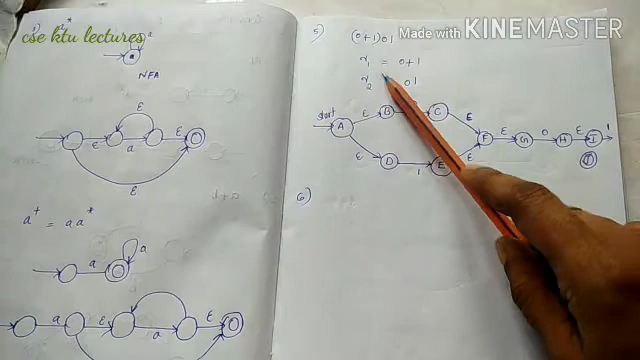 cse ktu lectures
Made with KINEMASTER
a
a
NFA
ε
ε a ε
ε
a⁺ = aa*
a a
ε ε
a ε a
5) (0+1)01
r₁ = 0+1
r₂ 01
start A ε B C ε F ε G 0 H ε I 1
ε D 1 E ε
6)